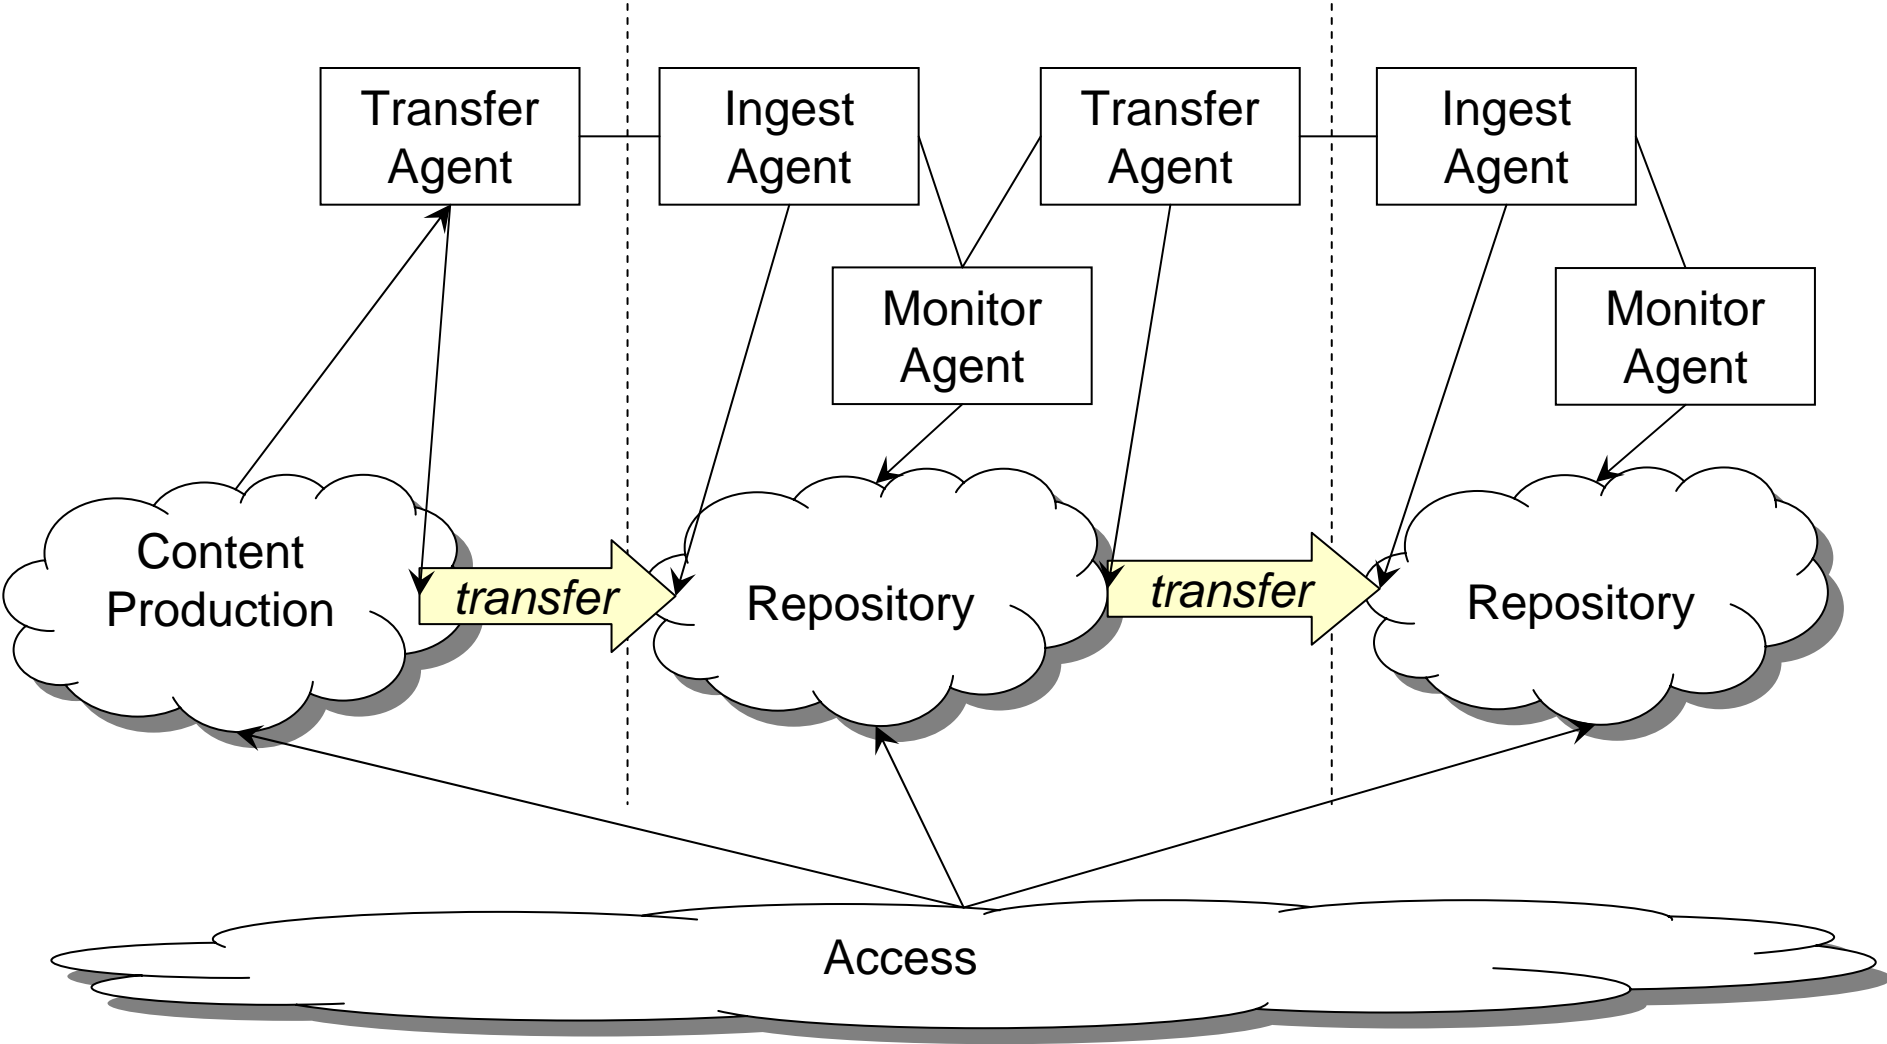 Transfer
Agent
Ingest
Agent
Transfer
Agent
Ingest
Agent
Monitor
Agent
Monitor
Agent
Content
Production
transfer
Repository
transfer
Repository
Access